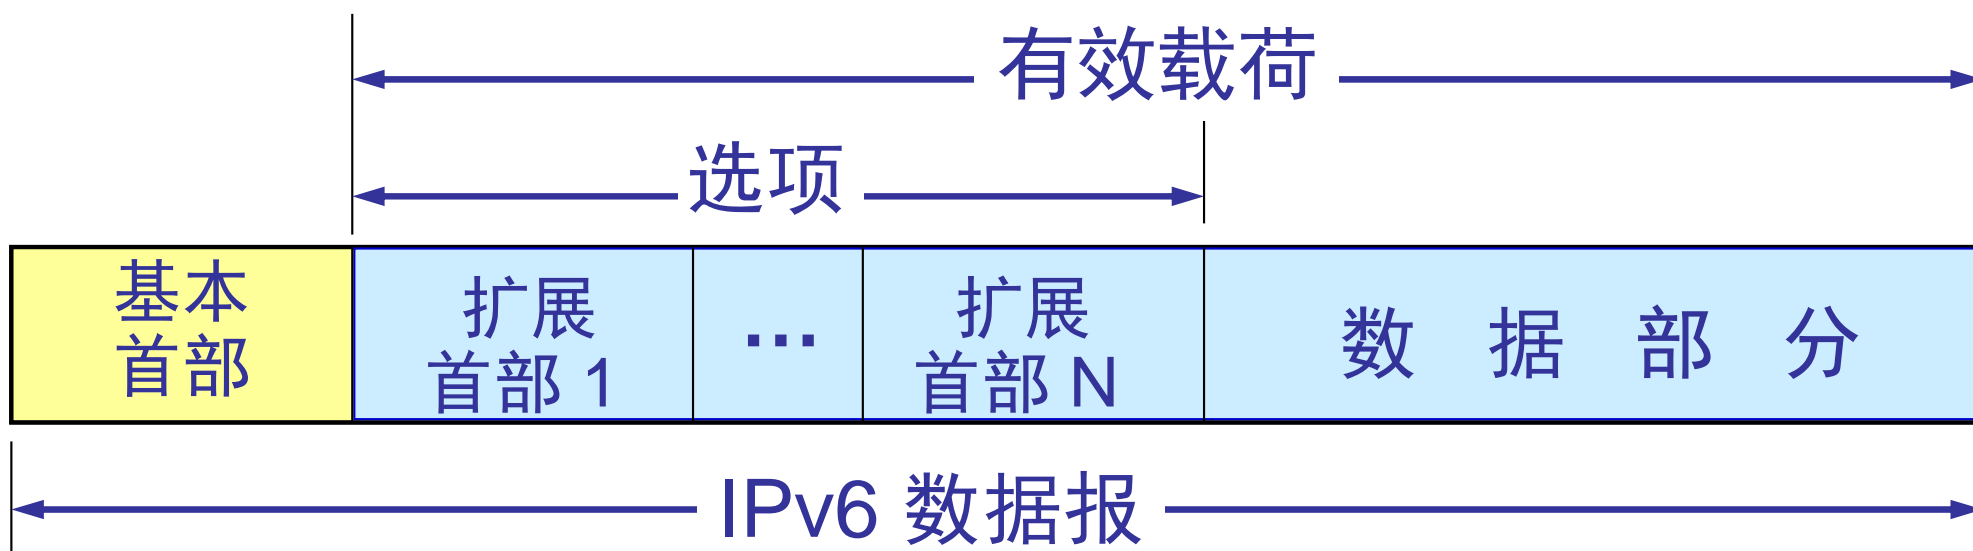 有效载荷
选项
基本
首部
扩展
首部 1
...
扩展
首部 N
数 据 部 分
IPv6 数据报